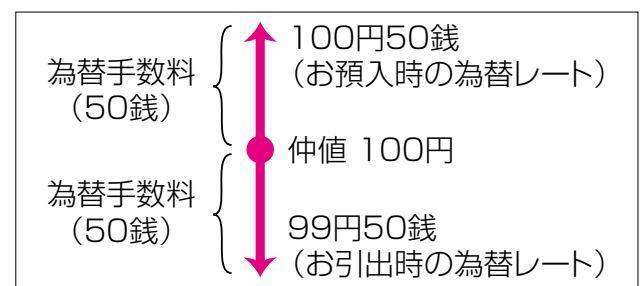 100円50銭
（お預入時の為替レート）
為替手数料
（50銭）
仲値 100円
為替手数料
（50銭）
99円50銭
（お引出時の為替レート）